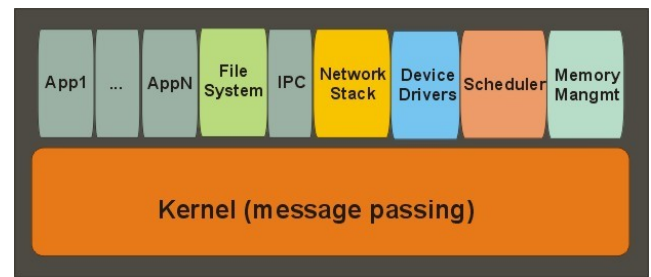 App1
...
AppN
File
System
IPC
Network
Stack
Device
Drivers
Scheduler
Memory
Mangmt
Kernel (message passing)